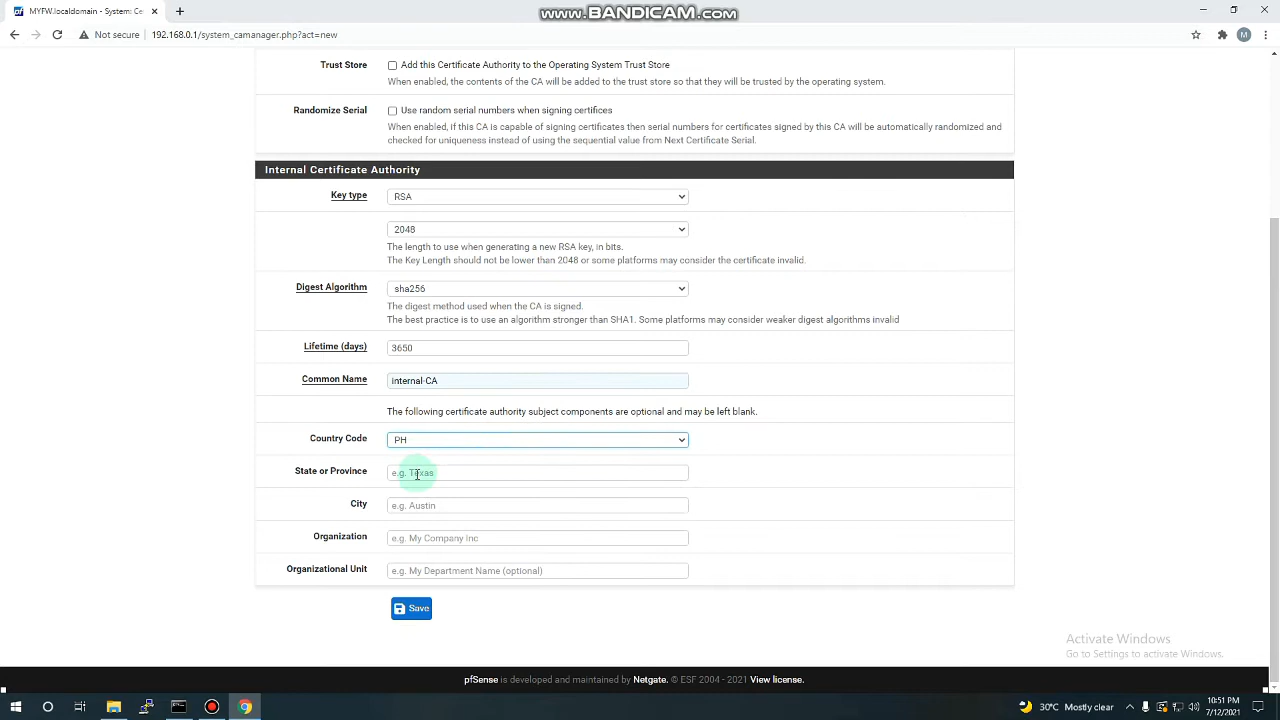 www.BANDICAM.com
MYFW.localdomain - System: Ce
Not secure
192.168.0.1/system_camanager.php?act=new
M
Trust Store
Add this Certificate Authority to the Operating System Trust Store
When enabled, the contents of the CA will be added to the trust store so that they will be trusted by the operating system.
Randomize Serial
Use random serial numbers when signing certifices
When enabled, if this CA is capable of signing certificates then serial numbers for certificates signed by this CA will be automatically randomized and
checked for uniqueness instead of using the sequential value from Next Certificate Serial.
Internal Certificate Authority
Key type
RSA
2048
The length to use when generating a new RSA key, in bits.
The Key Length should not be lower than 2048 or some platforms may consider the certificate invalid.
Digest Algorithm
sha256
The digest method used when the CA is signed.
The best practice is to use an algorithm stronger than SHA1. Some platforms may consider weaker digest algorithms invalid
Lifetime (days)
3650
Common Name
internal-CA
The following certificate authority subject components are optional and may be left blank.
Country Code
PH
State or Province
e.g. Texas
City
e.g. Austin
Organization
e.g. My Company Inc
Organizational Unit
e.g. My Department Name (optional)
Save
Activate Windows
Go to Settings to activate Windows.
pfSense is developed and maintained by Netgate. © ESF 2004 - 2021 View license.
30°C Mostly clear
10:51 PM
7/12/2021